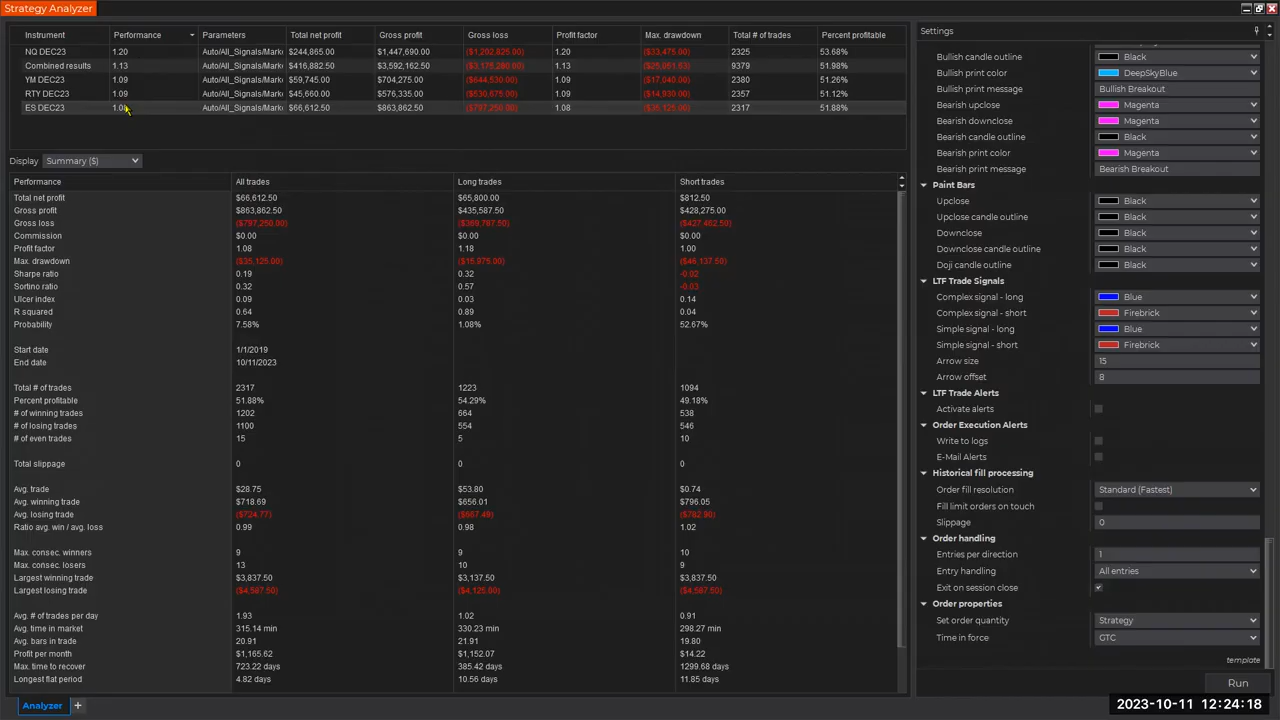 Strategy Analyzer
Instrument Performance Parameters Total net profit Gross profit Gross loss Profit factor Max. drawdown Total # of trades Percent profitable
NQ DEC23 1.20 Auto/All_Signals/Mark $244,865.00 $1,447,690.00 ($1,202,825.00) 1.20 ($33,475.00) 2325 53.68%
Combined results 1.13 Auto/All_Signals/Mark $416,882.50 ($3,175,280.00) 1.13 9379 51.98%
YM DEC23 1.09 Auto/All_Signals/Mark $59,745.00 $704,275.00 ($644,530.00) 1.09 ($17,040.00) 2380 51.26%
RTY DEC23 1.09 Auto/All_Signals/Mark $45,660.00 $576,335.00 ($530,675.00) 1.09 ($14,930.00) 2357 51.12%
ES DEC23 1.08 Auto/All_Signals/Mark $66,612.50 $863,862.50 ($797,250.00) 1.08 ($35,125.00) 2317 51.88%
Display Summary ($)
Performance All trades Long trades Short trades
Total net profit $66,612.50 $65,800.00 $812.50
Gross profit $863,862.50 $435,587.50 $428,275.00
Gross loss ($797,250.00) ($369,787.50) ($427,462.50)
Commission $0.00 $0.00 $0.00
Profit factor 1.08 1.18 1.00
Max. drawdown ($35,125.00) ($15,975.00) ($46,137.50)
Sharpe ratio 0.19 0.32 -0.02
Sortino ratio 0.32 0.57 -0.03
Ulcer index 0.09 0.03 0.14
R squared 0.64 0.89 0.04
Probability 7.58% 1.08% 52.67%
Start date 1/1/2019
End date 10/11/2023
Total # of trades 2317 1223 1094
Percent profitable 51.88% 54.29% 49.18%
# of winning trades 1202 664 538
# of losing trades 1100 554 546
# of even trades 15 5 10
Total slippage 0 0 0
Avg. trade $28.75 $53.80 $0.74
Avg. winning trade $718.69 $656.01 $796.05
Avg. losing trade ($724.77) ($667.49) ($782.90)
Ratio avg. win / avg. loss 0.99 0.98 1.02
Max. consec. winners 9 9 10
Max. consec. losers 13 10 9
Largest winning trade $3,837.50 $3,137.50 $3,837.50
Largest losing trade ($4,587.50) ($4,125.00) ($4,587.50)
Avg. # of trades per day 1.93 1.02 0.91
Avg. time in market 315.14 min 330.23 min 298.27 min
Avg. bars in trade 20.91 21.91 19.80
Profit per month $1,165.62 $1,152.07 $14.22
Max. time to recover 723.22 days 385.42 days 1299.68 days
Longest flat period 4.82 days 10.56 days 11.85 days
Analyzer +
Settings
Bullish candle outline Black
Bullish print color DeepSkyBlue
Bullish print message Bullish Breakout
Bearish upclose Magenta
Bearish downclose Magenta
Bearish candle outline Black
Bearish print color Magenta
Bearish print message Bearish Breakout
Paint Bars
Upclose Black
Upclose candle outline Black
Downclose Black
Downclose candle outline Black
Doji candle outline Black
LTF Trade Signals
Complex signal - long Blue
Complex signal - short Firebrick
Simple signal - long Blue
Simple signal - short Firebrick
Arrow size 15
Arrow offset 8
LTF Trade Alerts
Activate alerts
Order Execution Alerts
Write to logs
E-Mail Alerts
Historical fill processing
Order fill resolution Standard (Fastest)
Fill limit orders on touch
Slippage 0
Order handling
Entries per direction 1
Entry handling All entries
Exit on session close
Order properties
Set order quantity Strategy
Time in force GTC
template
Run
2023-10-11 12:24:18